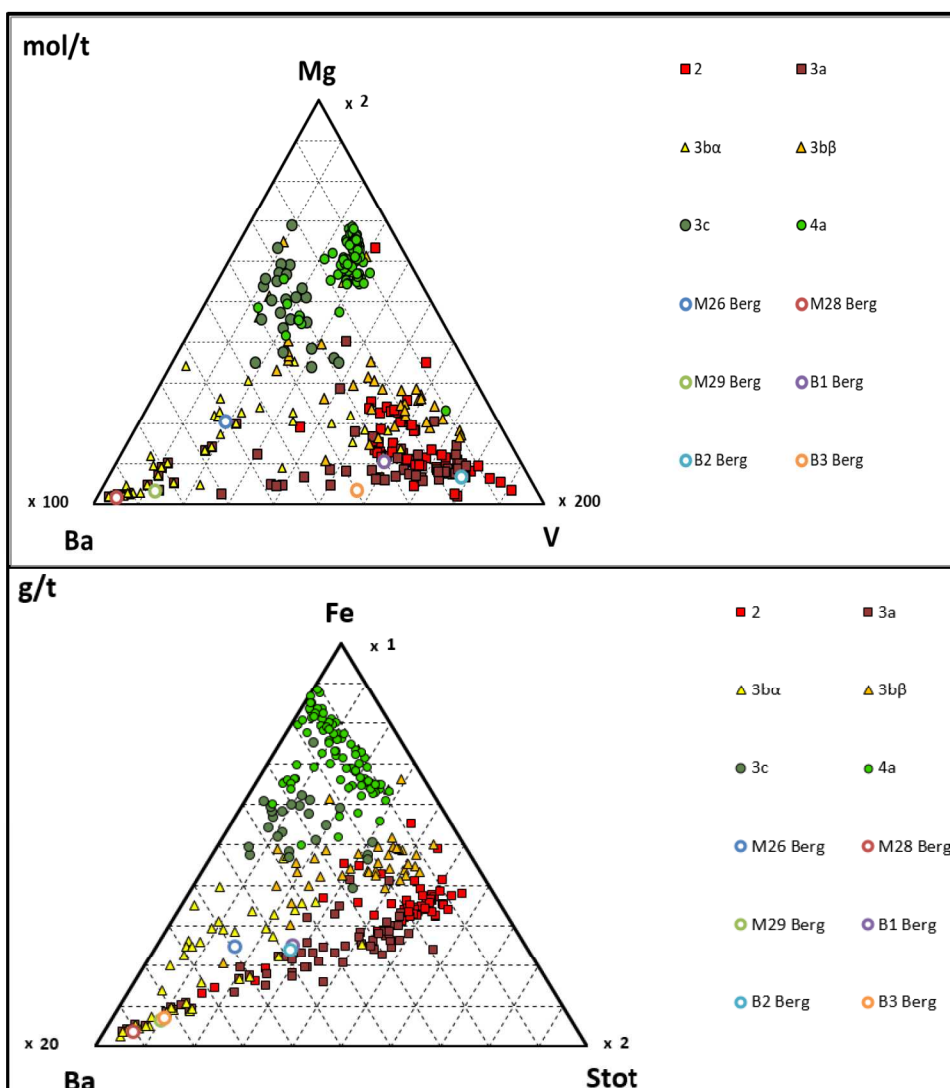 mol/t
Mg
x 2
2 3a
3bα 3bβ
3c 4a
M26 Berg M28 Berg
M29 Berg B1 Berg
B2 Berg B3 Berg
x 100 x 200
Ba V
g/t
Fe
x 1
2 3a
3bα 3bβ
3c 4a
M26 Berg M28 Berg
M29 Berg B1 Berg
B2 Berg B3 Berg
x 20 x 2
Ba Stot